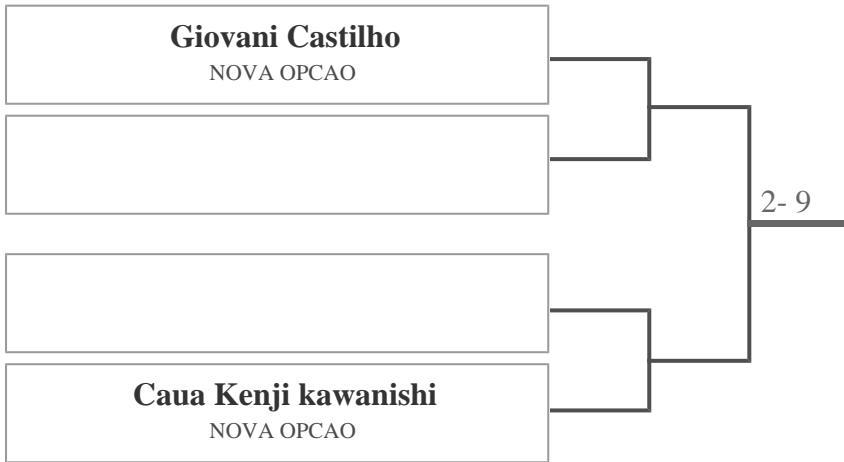 Giovani Castilho
NOVA OPCAO
2- 9
Caua Kenji kawanishi
NOVA OPCAO